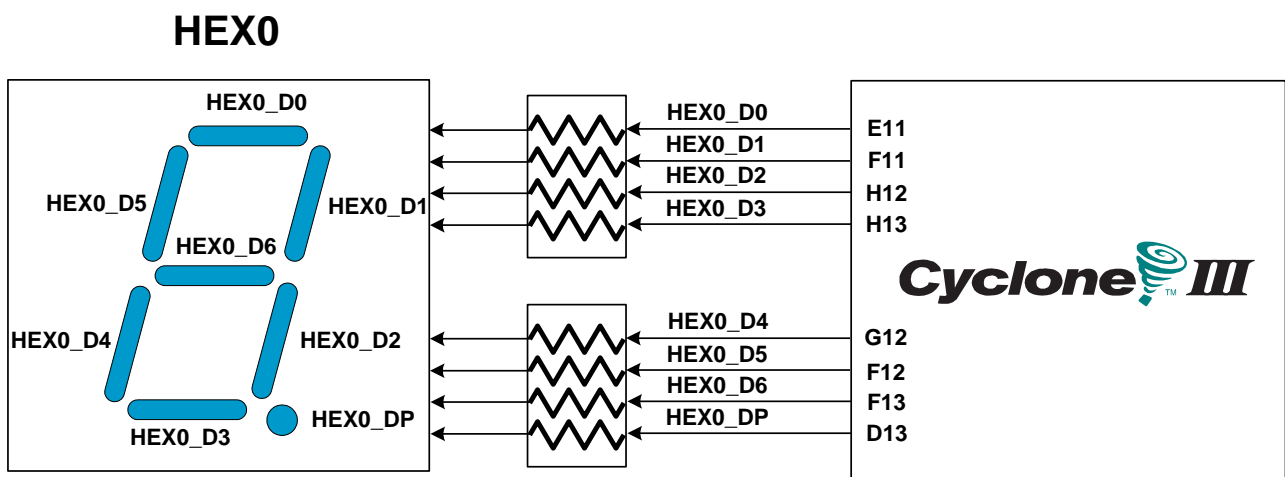 HEX0
HEX0_D0
HEX0_D5
HEX0_D1
HEX0_D6
HEX0_D4
HEX0_D2
HEX0_D3
HEX0_DP
HEX0_D0
HEX0_D1
HEX0_D2
HEX0_D3
HEX0_D4
HEX0_D5
HEX0_D6
HEX0_DP
E11
F11
H12
H13
Cyclone™ III
G12
F12
F13
D13